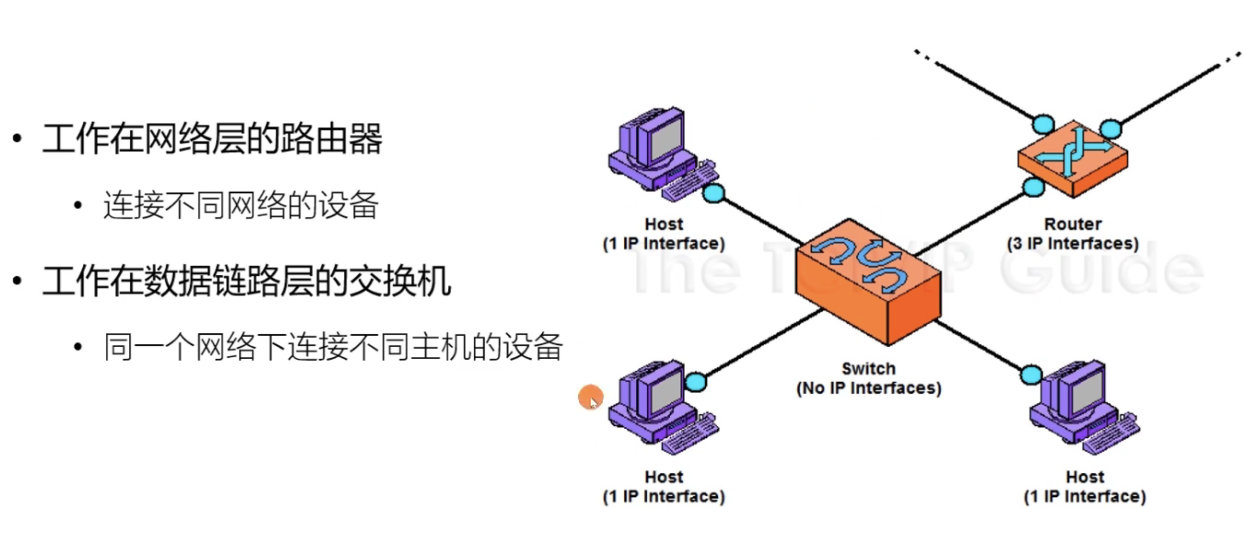 • 工作在网络层的路由器
• 连接不同网络的设备
• 工作在数据链路层的交换机
• 同一个网络下连接不同主机的设备
Host
(1 IP Interface)
Router
(3 IP Interfaces)
The TCP/IP Guide
Switch
(No IP Interfaces)
Host
(1 IP Interface)
Host
(1 IP Interface)